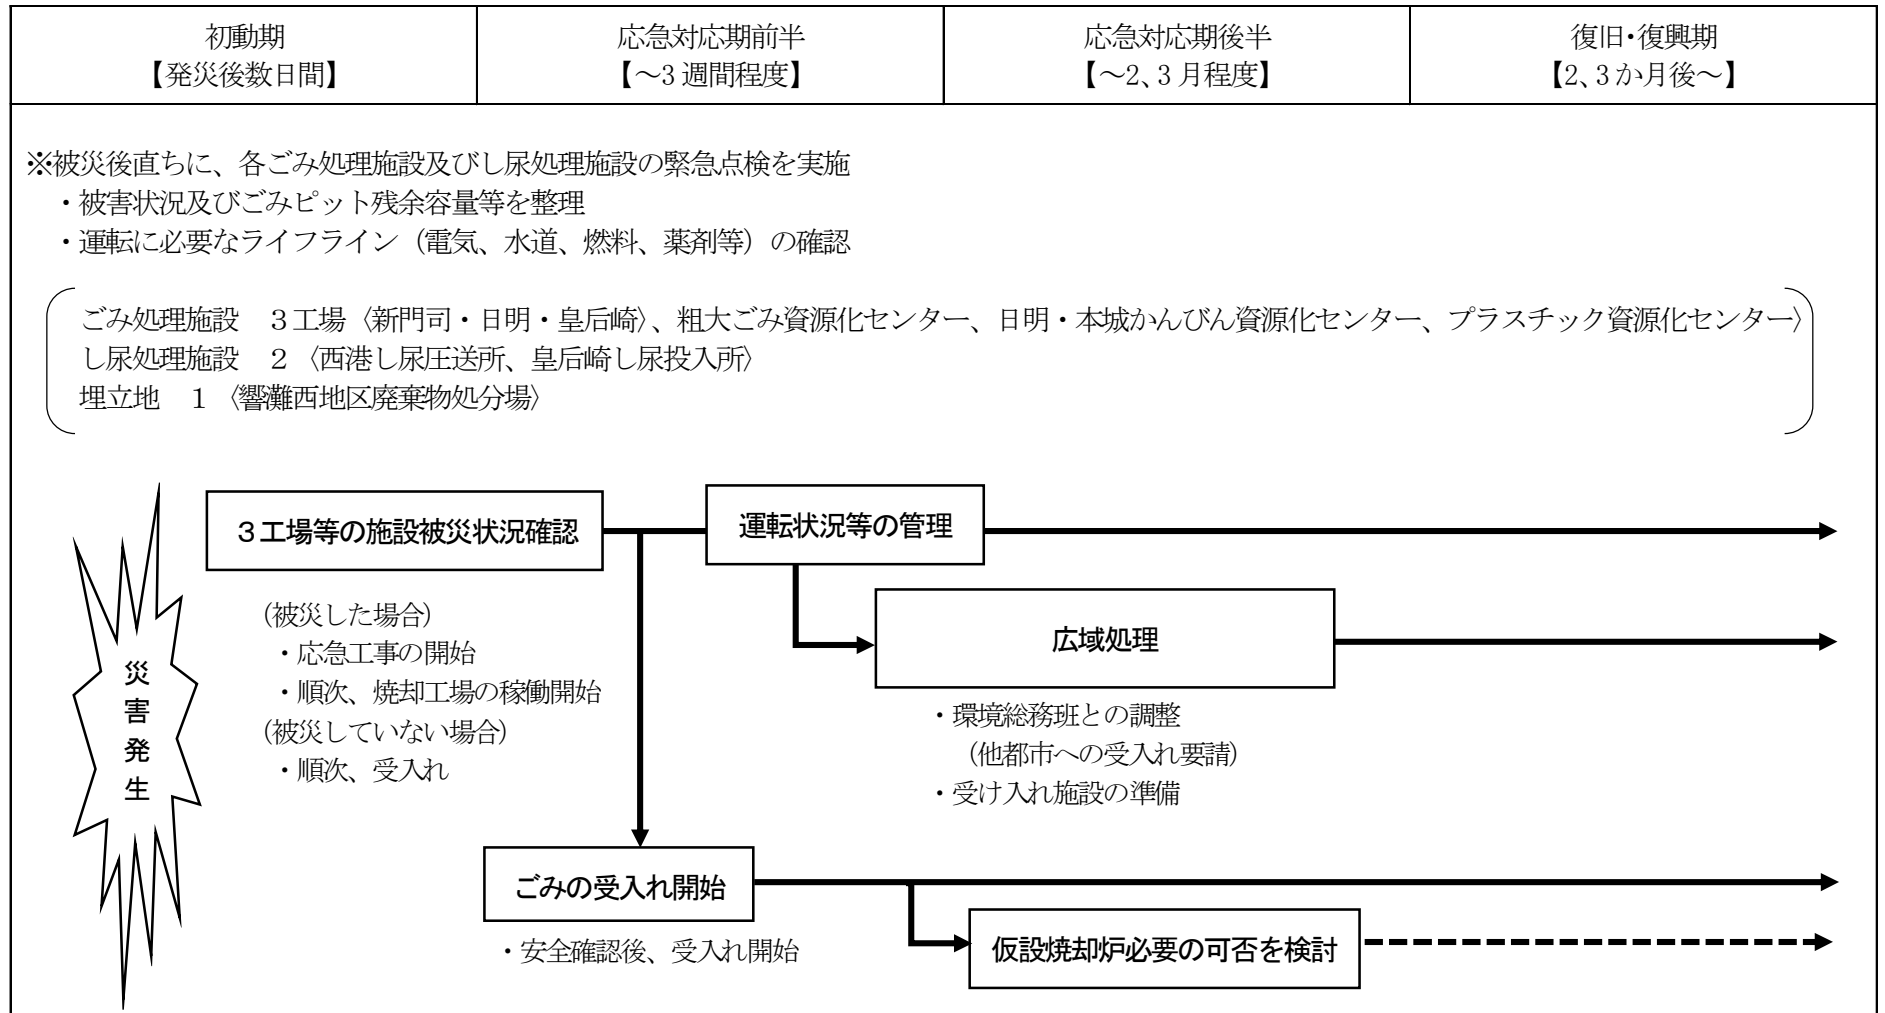 初動期
【発災後数日間】
応急対応期前半
【～3 週間程度】
応急対応期後半
【～2、3 月程度】
復旧・復興期
【2、3 か月後～】
※被災後直ちに、各ごみ処理施設及びし尿処理施設の緊急点検を実施
・被害状況及びごみピット残余容量等を整理
・運転に必要なライフライン（電気、水道、燃料、薬剤等）の確認
ごみ処理施設　３工場〈新門司・日明・皇后崎〉、粗大ごみ資源化センター、日明・本城かんびん資源化センター、プラスチック資源化センター〉
し尿処理施設　２〈西港し尿圧送所、皇后崎し尿投入所〉
埋立地　１〈響灘西地区廃棄物処分場〉
災害発生
３工場等の施設被災状況確認
(被災した場合)
・応急工事の開始
・順次、焼却工場の稼働開始
(被災していない場合)
・順次、受入れ
運転状況等の管理
広域処理
・環境総務班との調整
（他都市への受入れ要請）
・受け入れ施設の準備
ごみの受入れ開始
・安全確認後、受入れ開始
仮設焼却炉必要の可否を検討